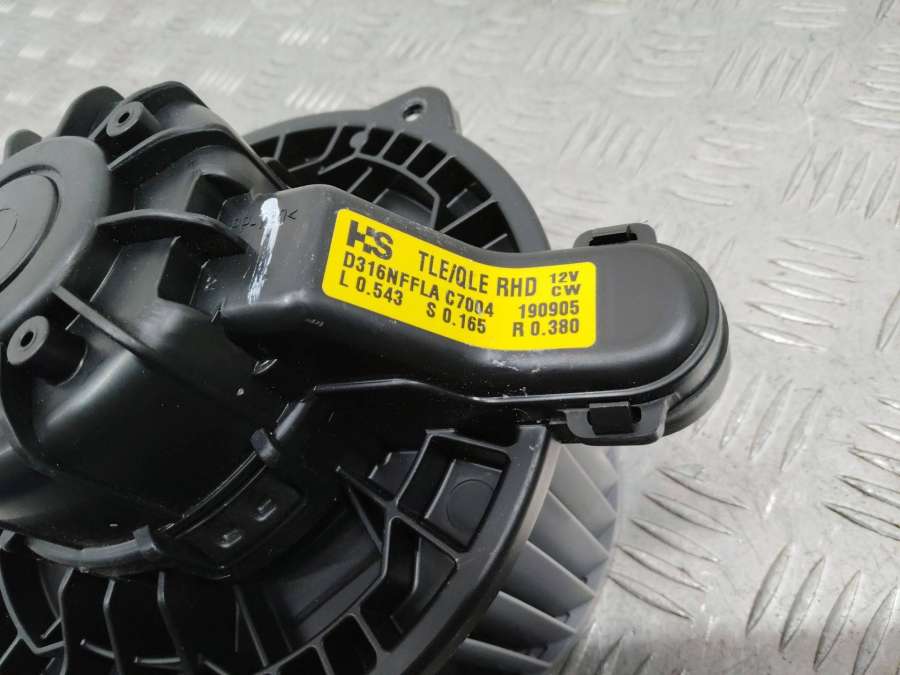 HS TLE/QLE RHD 12V CW
D316NFFLA C7004 190905
L 0.543 S 0.165 R 0.380